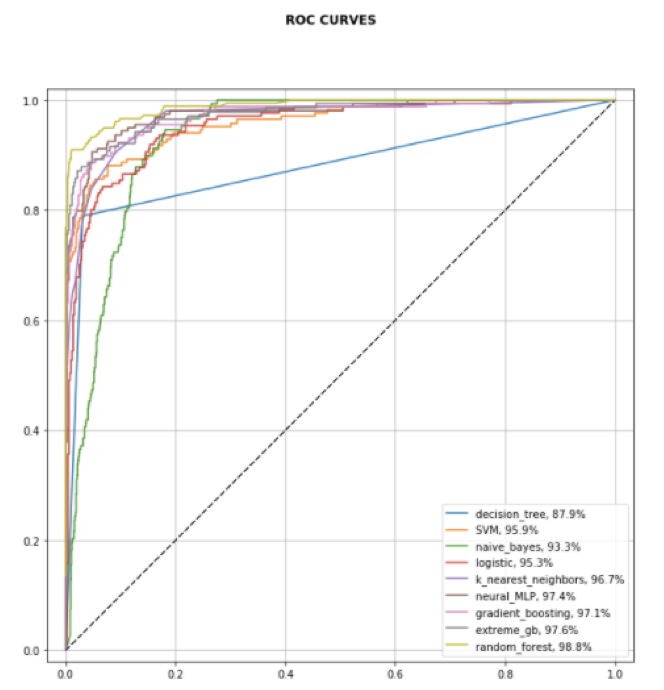 ROC CURVES
1.0
0.8
0.6
0.4
0.2
0.0
decision_tree, 87.9%
SVM, 95.9%
naive_bayes, 93.3%
logistic, 95.3%
k_nearest_neighbors, 96.7%
neural_MLP, 97.4%
gradient_boosting, 97.1%
extreme_gb, 97.6%
random_forest, 98.8%
0.0 0.2 0.4 0.6 0.8 1.0